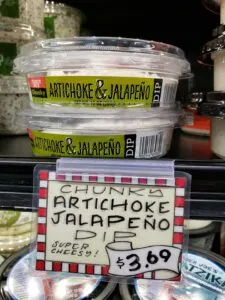 ARTICHOKE & JALAPEÑO DIP
ARTICHOKE & JALAPEÑO DIP
CHUNKY
ARTICHOKE
JALAPEÑO
DIP
SUPER
CHEESY!
$3.69